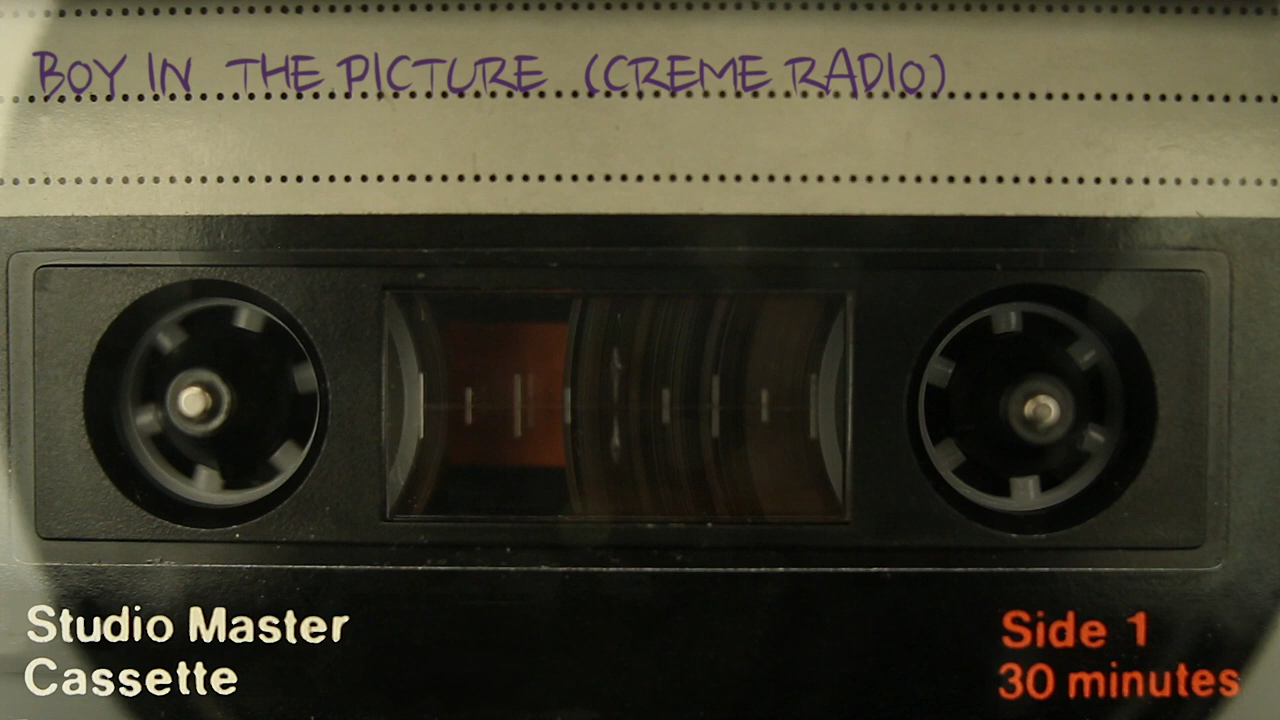 BOY IN THE PICTURE (CREME RADIO)
Studio Master
Cassette
Side 1
30 minutes